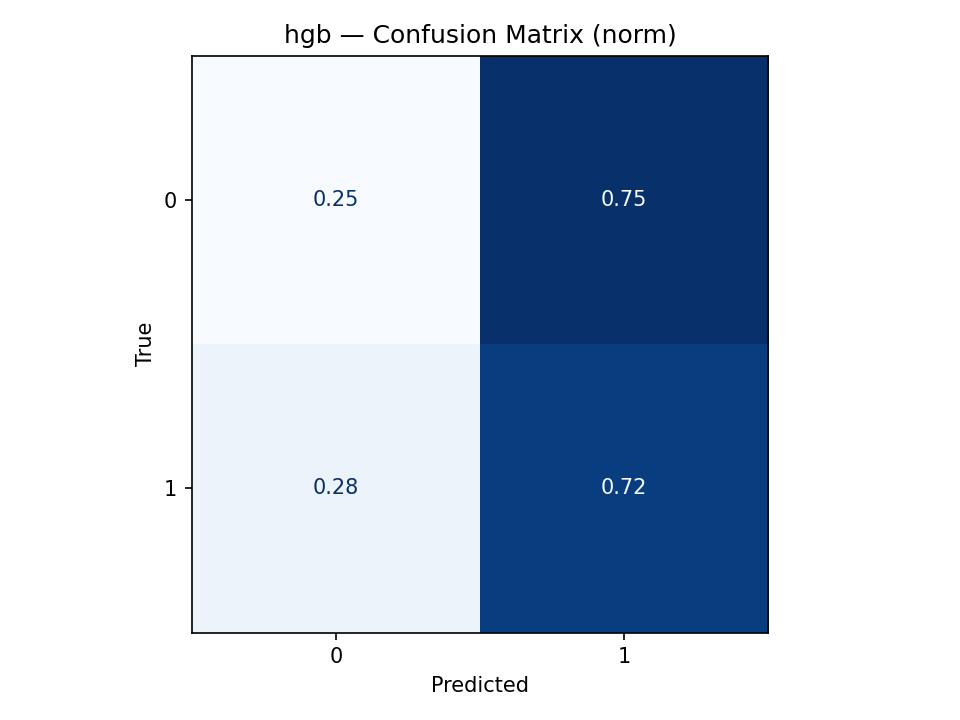 hgb — Confusion Matrix (norm)
0
0.25
0.75
True
1
0.28
0.72
0
1
Predicted